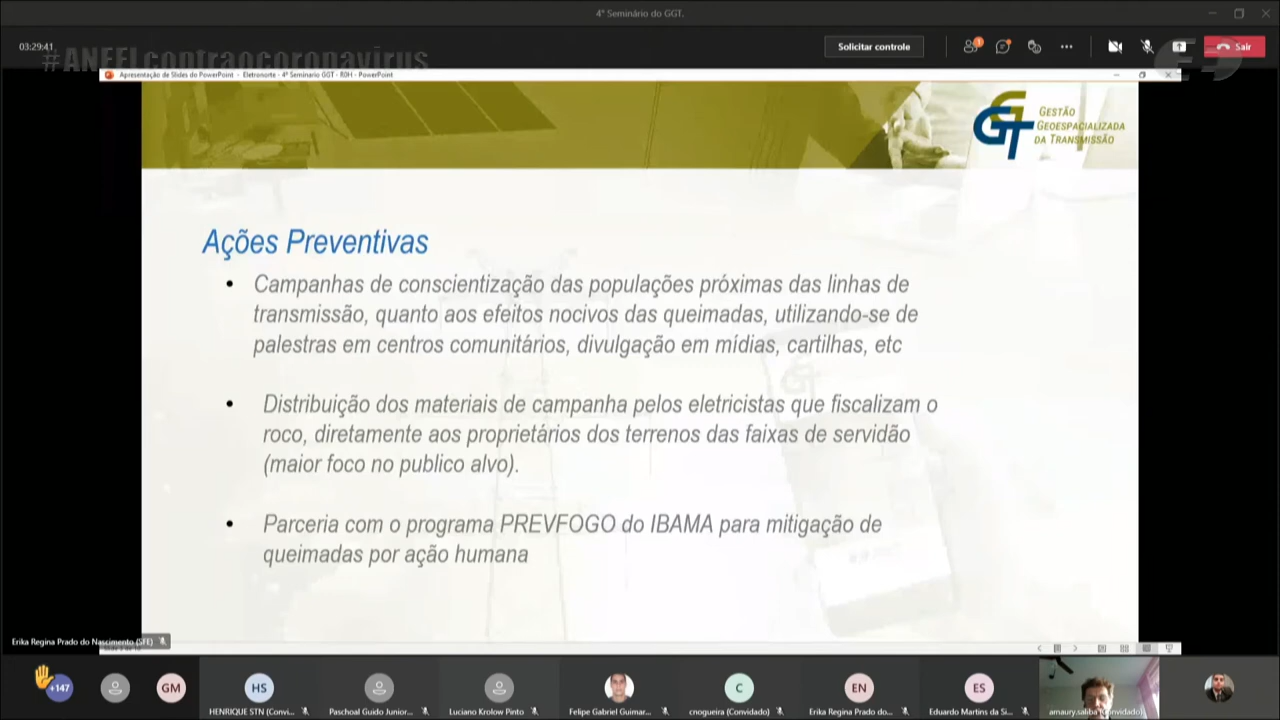 4° Seminário do GGT.
03:29:41
#ANEELcontraocoronavírus
Solicitar controle
1
Sair
Apresentação de Slides do PowerPoint - Eletronorte - 4º Seminario GGT - R0H - PowerPoint
GGT
GESTÃO
GEOESPACIALIZADA
DA TRANSMISSÃO
Ações Preventivas
• Campanhas de conscientização das populações próximas das linhas de
transmissão, quanto aos efeitos nocivos das queimadas, utilizando-se de
palestras em centros comunitários, divulgação em mídias, cartilhas, etc
• Distribuição dos materiais de campanha pelos eletricistas que fiscalizam o
roco, diretamente aos proprietários dos terrenos das faixas de servidão
(maior foco no publico alvo).
• Parceria com o programa PREVFOGO do IBAMA para mitigação de
queimadas por ação humana
Erika Regina Prado do Nascimento (SFE)
+147
GM
HS
C
EN
ES
HENRIQUE STN (Convi...
Paschoal Guido Junior...
Luciano Krolow Pinto
Felipe Gabriel Guimar...
cnogueira (Convidado)
Erika Regina Prado do...
Eduardo Martins da Si...
amaury.saliba (Convidado)